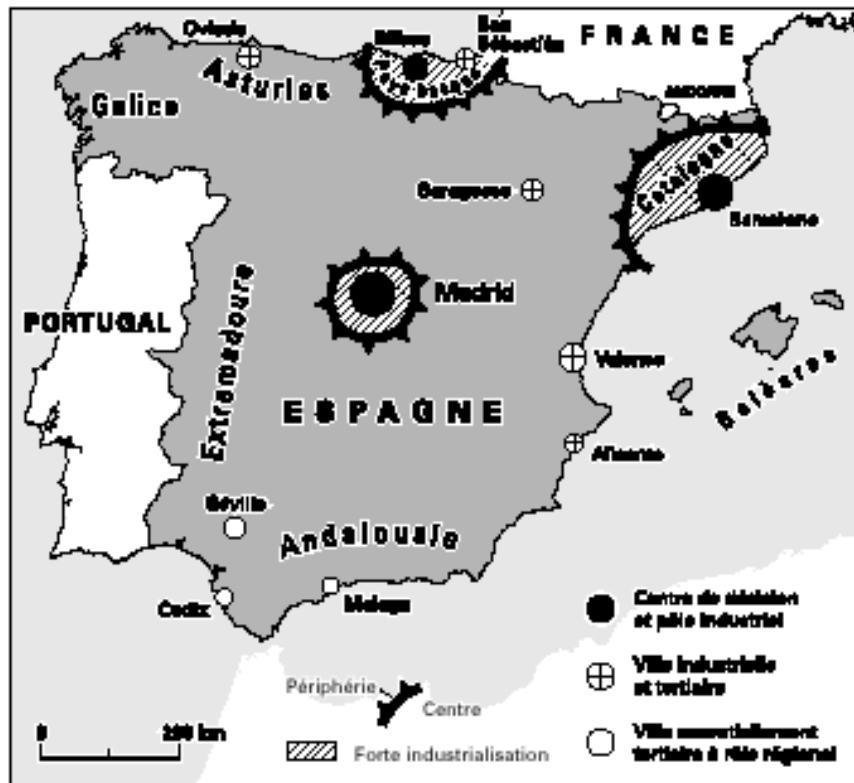 Oviedo
Bilbao
San
Sébastién
FRANCE
Asturies
Pays basque
Galice
ANDORRE
Catalogne
Saragosse
Barcelone
Madrid
PORTUGAL
Estremadoure
Valence
Baléares
ESPAGNE
Alicante
Séville
Andalousie
Cadix
Malaga
Centre de décision
et pôle industriel
Périphérie
Centre
Ville industrielle
et tertiaire
0 200 km
Forte industrialisation
Ville essentiellement
tertiaire à rôle régional